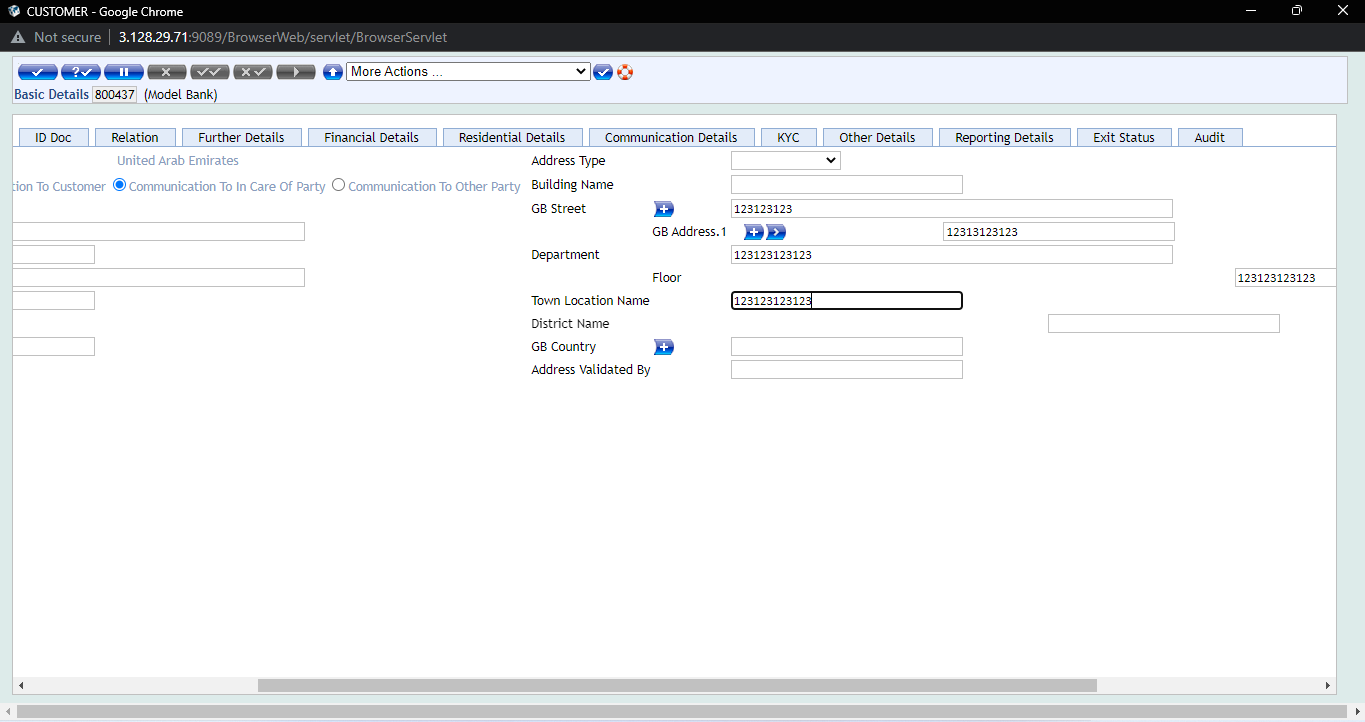 CUSTOMER - Google Chrome
Not secure 3.128.29.71:9089/BrowserWeb/servlet/BrowserServlet
More Actions ...
Basic Details 800437 (Model Bank)
ID Doc Relation Further Details Financial Details Residential Details Communication Details KYC Other Details Reporting Details Exit Status Audit
United Arab Emirates Address Type
tion To Customer Communication To In Care Of Party Communication To Other Party Building Name
GB Street 123123123
GB Address.1 12313123123
Department 123123123123
Floor 123123123123
Town Location Name 123123123123
District Name
GB Country
Address Validated By